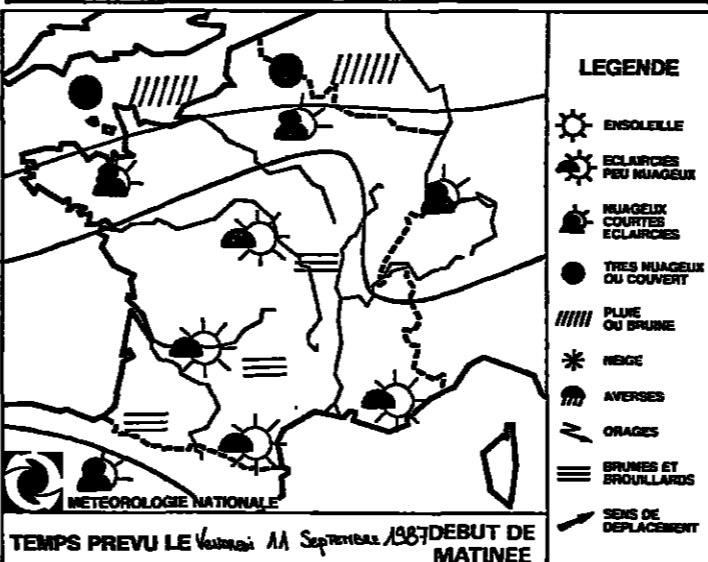 LEGENDE
ENSOLEILLE
ECLAIRCIES
PEU NUAGEUX
NUAGEUX
COURTES
ECLAIRCIES
TRES NUAGEUX
OU COUVERT
PLUIE
OU BRUINE
NEIGE
AVERSES
ORAGES
BRUMES ET
BROUILLARDS
SENS DE
DEPLACEMENT
METEOROLOGIE NATIONALE
TEMPS PREVU LE Vendredi 11 Septembre 1987 DEBUT DE
MATINEE